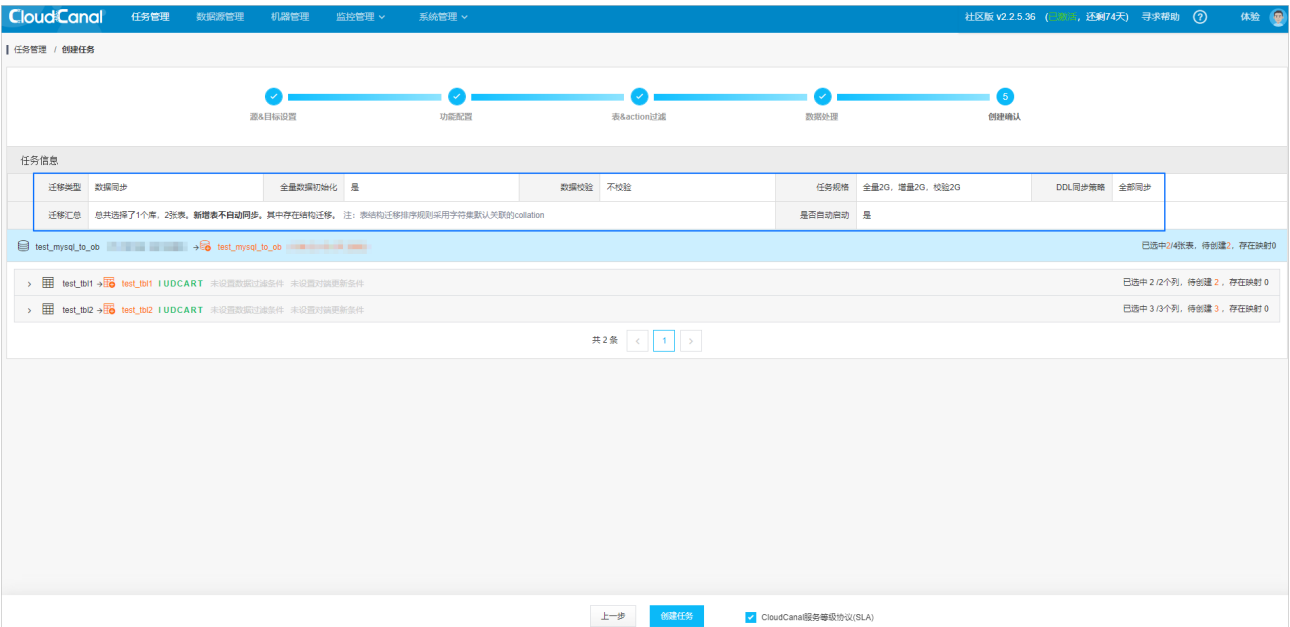 CloudCanal 任务管理 数据源管理 机器管理 监控管理 系统管理 社区版 v2.2.5.36 (已激活, 还剩74天) 寻求帮助 体验
任务管理 / 创建任务
5
源&目标设置 功能配置 表&action过滤 数据处理 创建确认
任务信息
迁移类型 数据同步 全量数据初始化 是 数据校验 不校验 任务规格 全量2G, 增量2G, 校验2G DDL同步策略 全部同步
迁移汇总 总共选择了1个库, 2张表。新增表不自动同步。其中存在结构迁移。 注: 表结构迁移排序规则采用字符集默认关联的collation 是否自动启动 是
test_mysql_to_ob → test_mysql_to_ob 已选中2/4张表, 待创建2, 存在映射0
> test_tbl1 → test_tbl1 I UDCART 未设置数据过滤条件 未设置对端更新条件 已选中 2 /2个列, 待创建 2 , 存在映射 0
> test_tbl2 → test_tbl2 I UDCART 未设置数据过滤条件 未设置对端更新条件 已选中 3 /3个列, 待创建 3 , 存在映射 0
共 2 条 < 1 >
上一步 创建任务 CloudCanal服务等级协议(SLA)